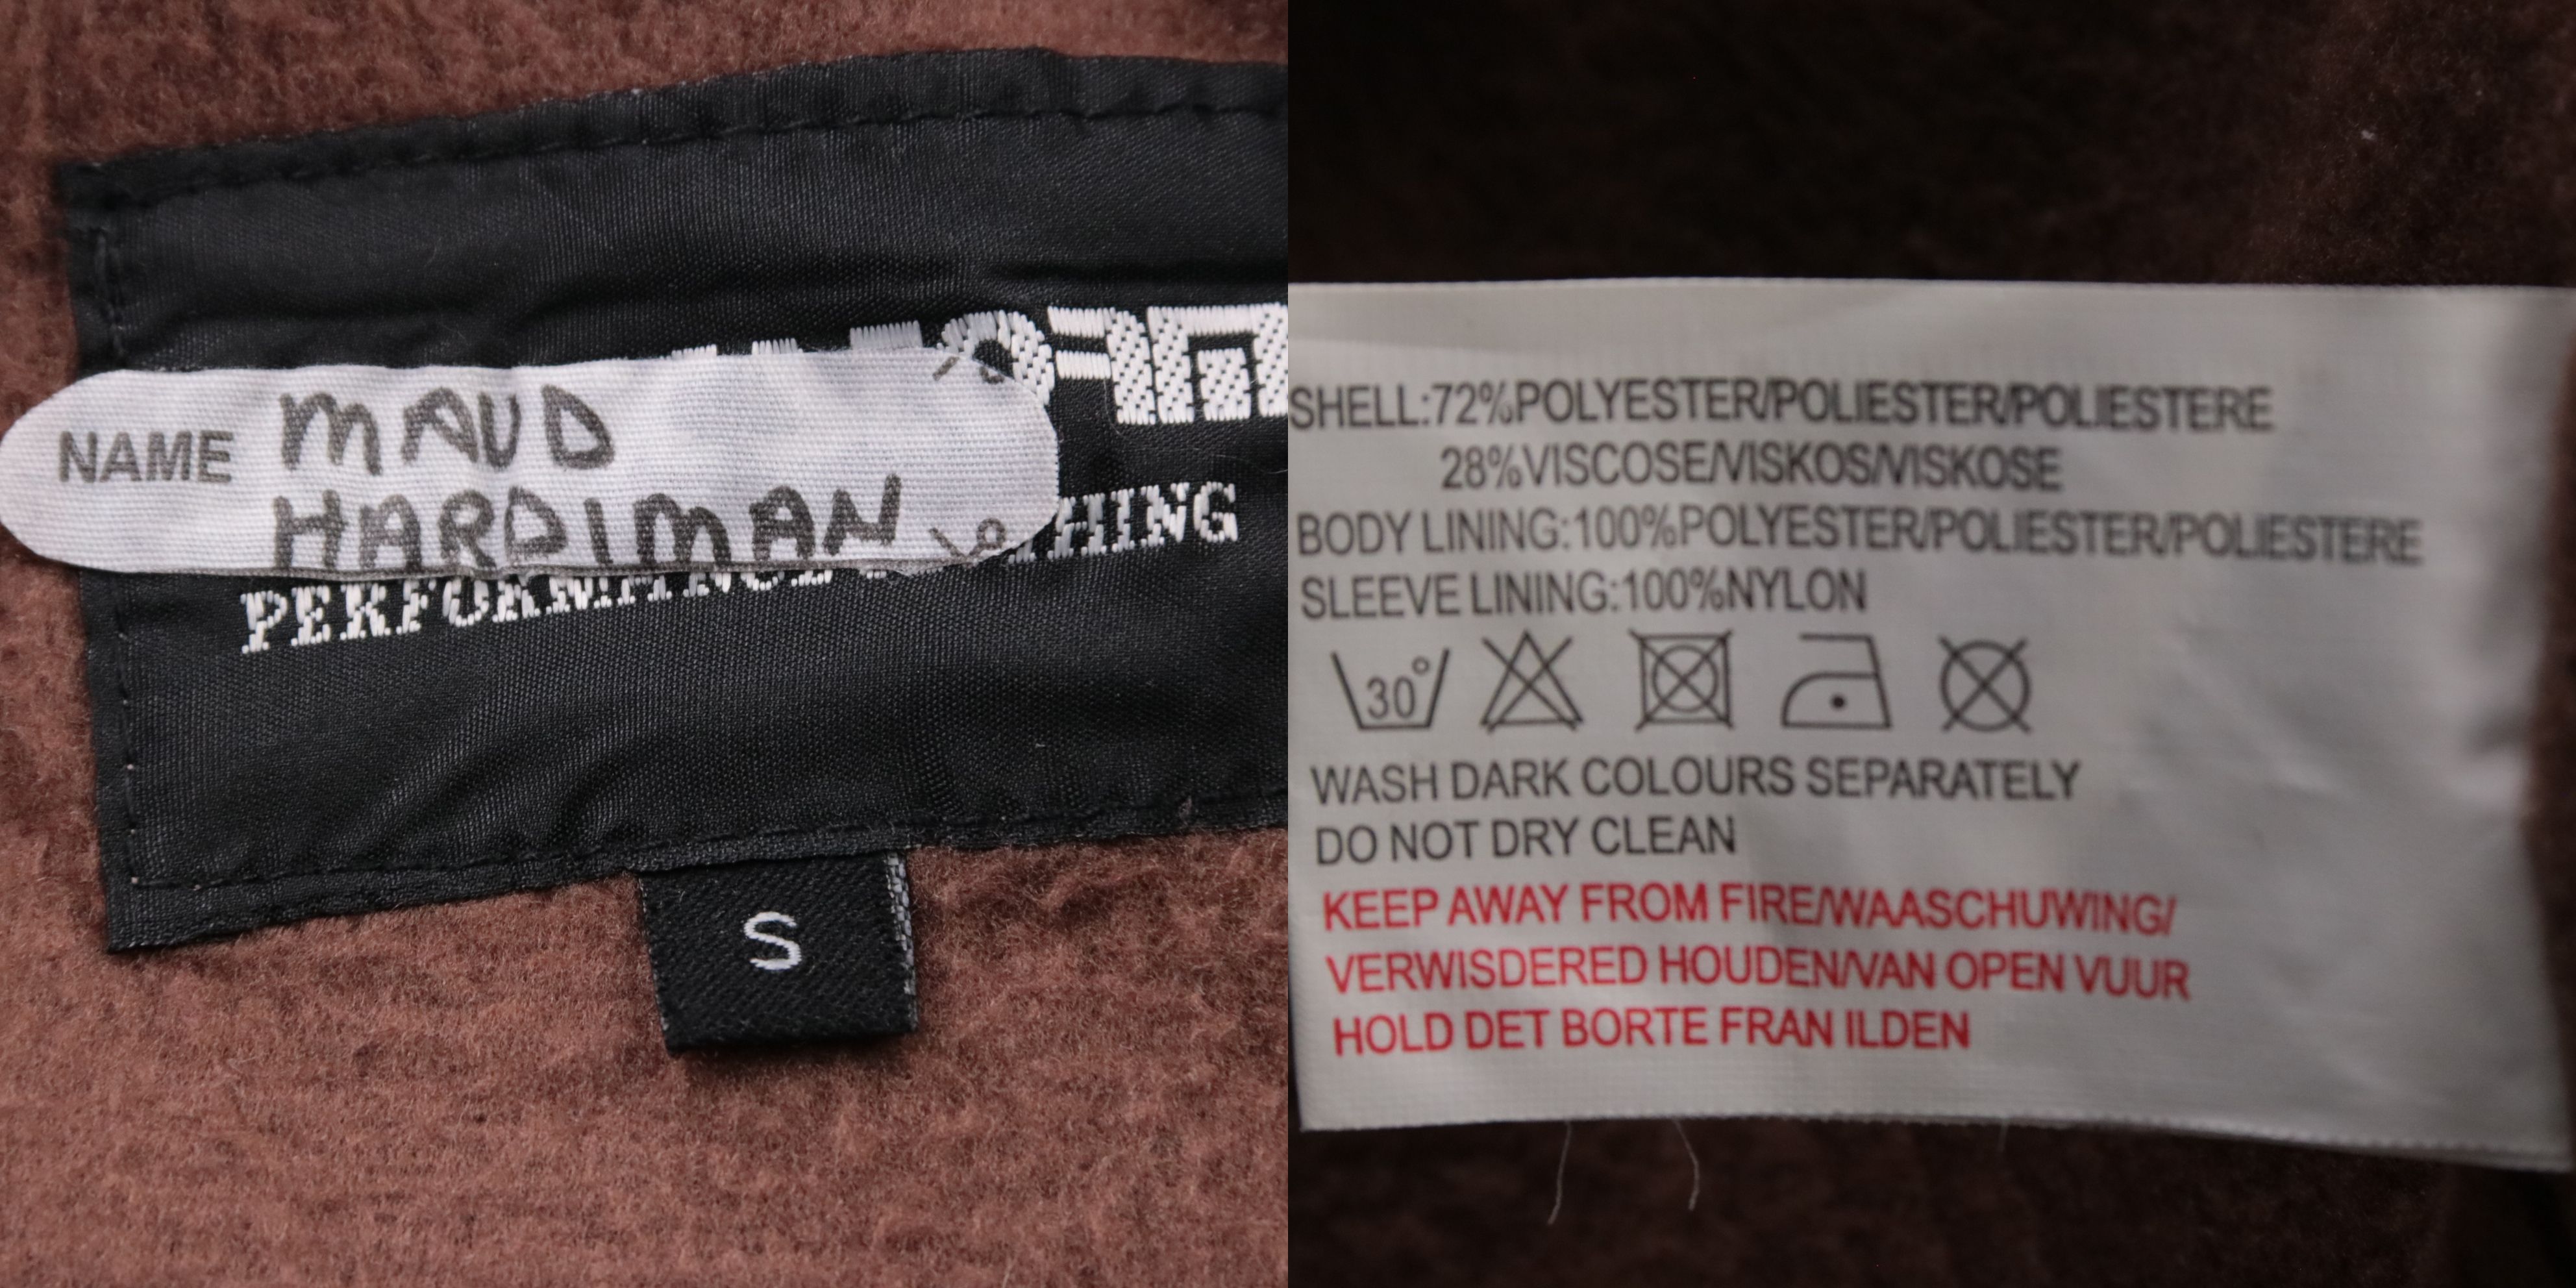 NAME MAUD
HARDIMAN
PERFORMANCE
S
SHELL:72%POLYESTER/POLIESTER/POLIESTERE
28%VISCOSE/VISKOS/VISKOSE
BODY LINING:100%POLYESTER/POLIESTER/POLIESTERE
SLEEVE LINING:100%NYLON
30°
WASH DARK COLOURS SEPARATELY
DO NOT DRY CLEAN
KEEP AWAY FROM FIRE/WAASCHUWING/
VERWISDERED HOUDEN/VAN OPEN VUUR
HOLD DET BORTE FRAN ILDEN